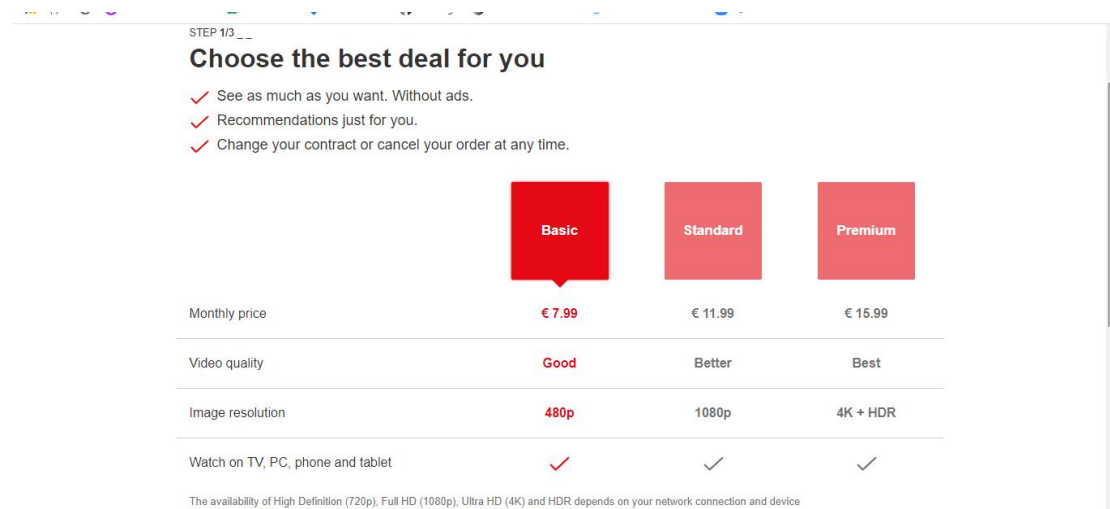 STEP 1/3 _ _
Choose the best deal for you
See as much as you want. Without ads.
Recommendations just for you.
Change your contract or cancel your order at any time.
Basic Standard Premium
Monthly price € 7.99 € 11.99 € 15.99
Video quality Good Better Best
Image resolution 480p 1080p 4K + HDR
Watch on TV, PC, phone and tablet
The availability of High Definition (720p), Full HD (1080p), Ultra HD (4K) and HDR depends on your network connection and device